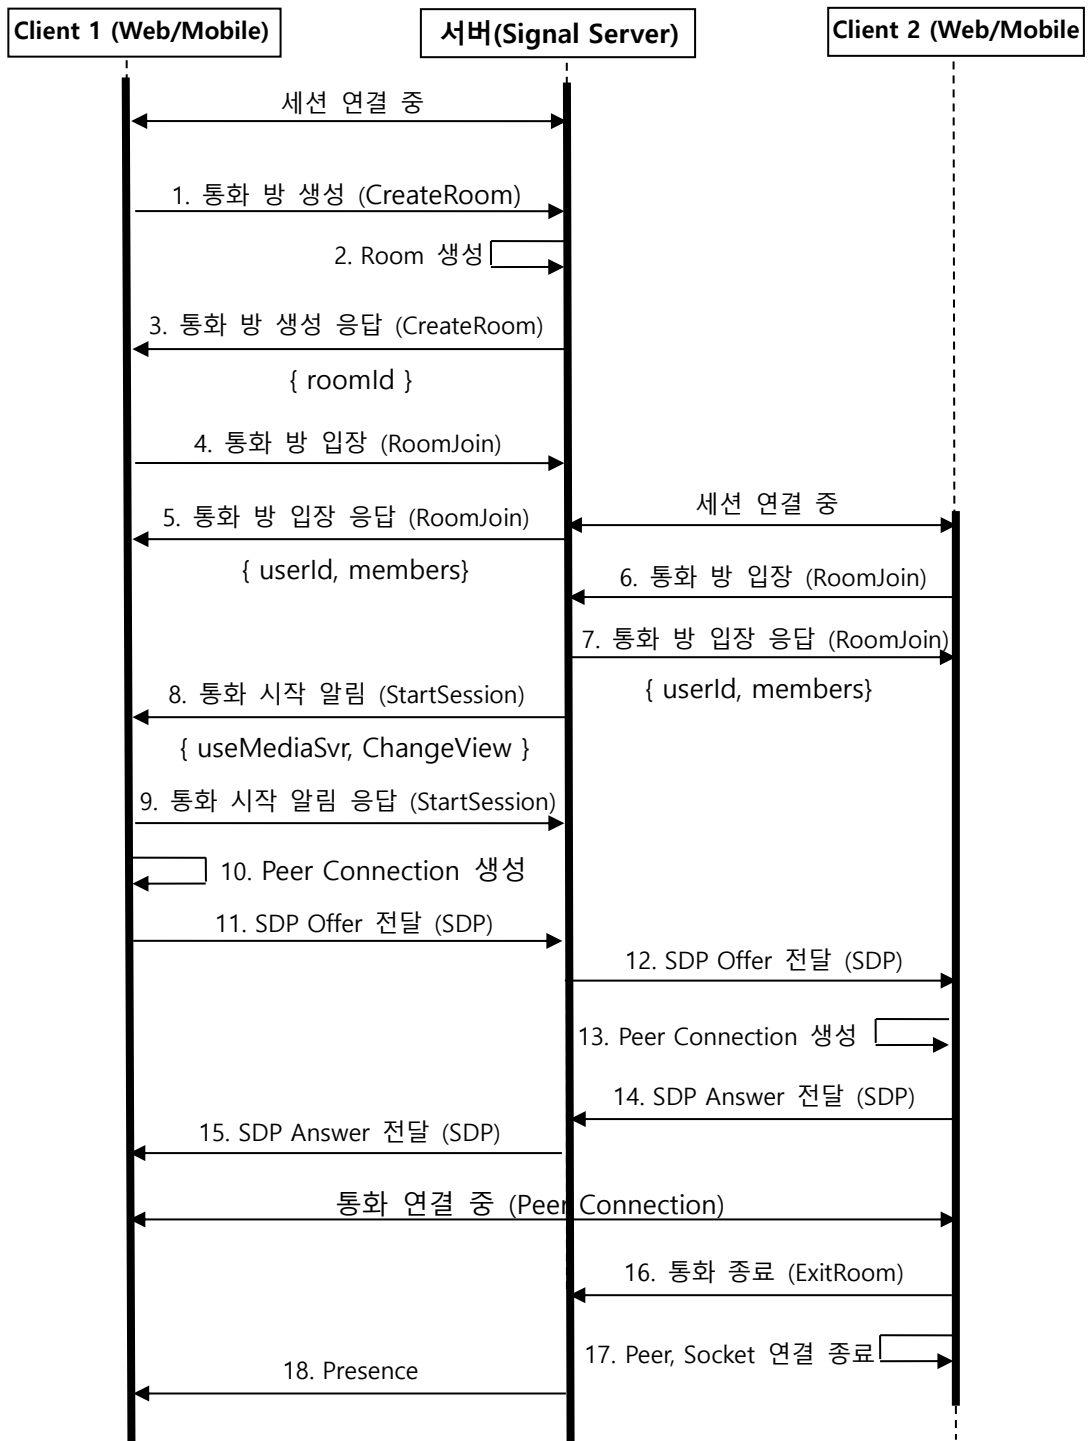 Client 1 (Web/Mobile)
서버(Signal Server)
Client 2 (Web/Mobile
세션 연결 중
1. 통화 방 생성 (CreateRoom)
2. Room 생성
3. 통화 방 생성 응답 (CreateRoom)
{ roomId }
4. 통화 방 입장 (RoomJoin)
세션 연결 중
5. 통화 방 입장 응답 (RoomJoin)
{ userId, members}
6. 통화 방 입장 (RoomJoin)
7. 통화 방 입장 응답 (RoomJoin)
{ userId, members}
8. 통화 시작 알림 (StartSession)
{ useMediaSvr, ChangeView }
9. 통화 시작 알림 응답 (StartSession)
10. Peer Connection 생성
11. SDP Offer 전달 (SDP)
12. SDP Offer 전달 (SDP)
13. Peer Connection 생성
14. SDP Answer 전달 (SDP)
15. SDP Answer 전달 (SDP)
통화 연결 중 (Peer Connection)
16. 통화 종료 (ExitRoom)
17. Peer, Socket 연결 종료
18. Presence